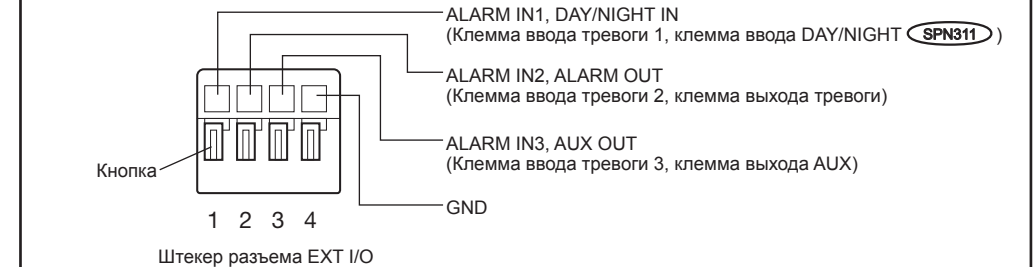 ALARM IN1, DAY/NIGHT IN
(Клемма ввода тревоги 1, клемма ввода DAY/NIGHT SPN311 )
ALARM IN2, ALARM OUT
(Клемма ввода тревоги 2, клемма выхода тревоги)
ALARM IN3, AUX OUT
(Клемма ввода тревоги 3, клемма выхода AUX)
Кнопка
GND
1 2 3 4
Штекер разъема EXT I/O